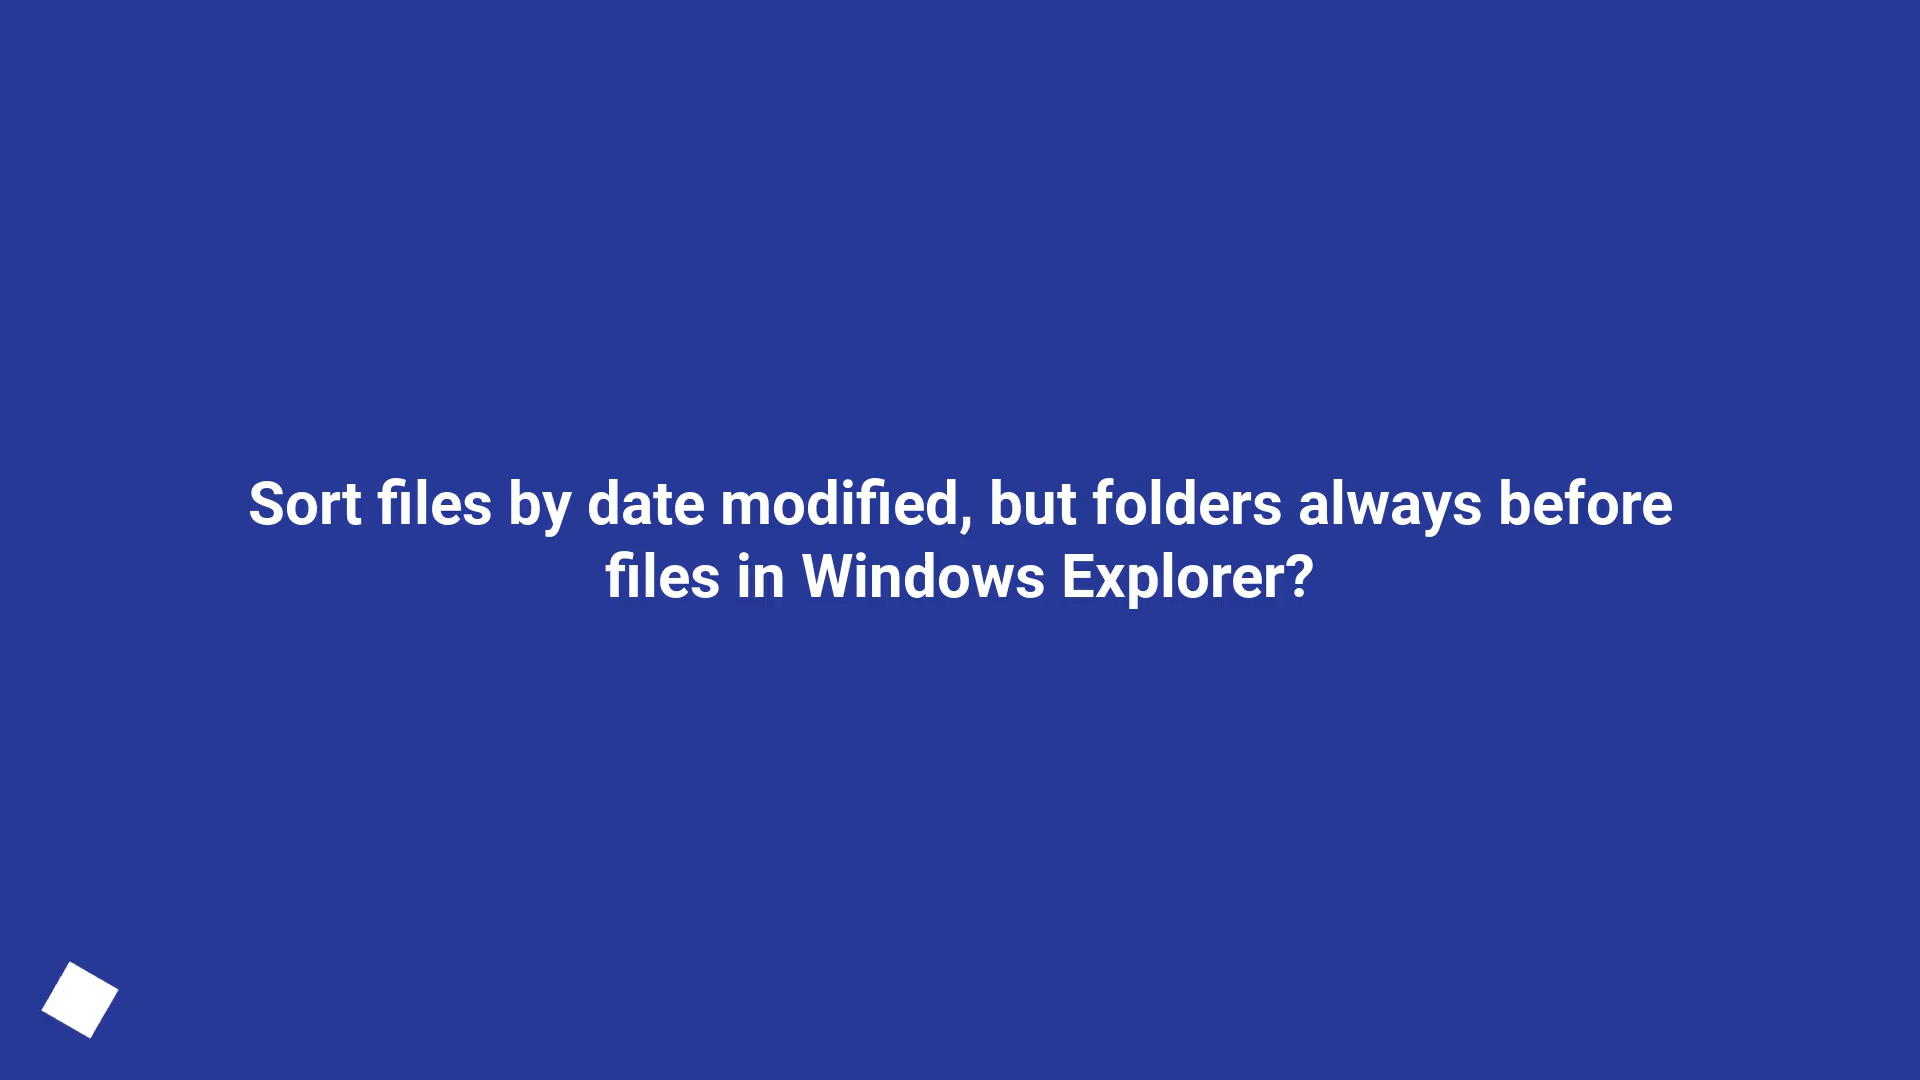 Sort files by date modified, but folders always before
files in Windows Explorer?